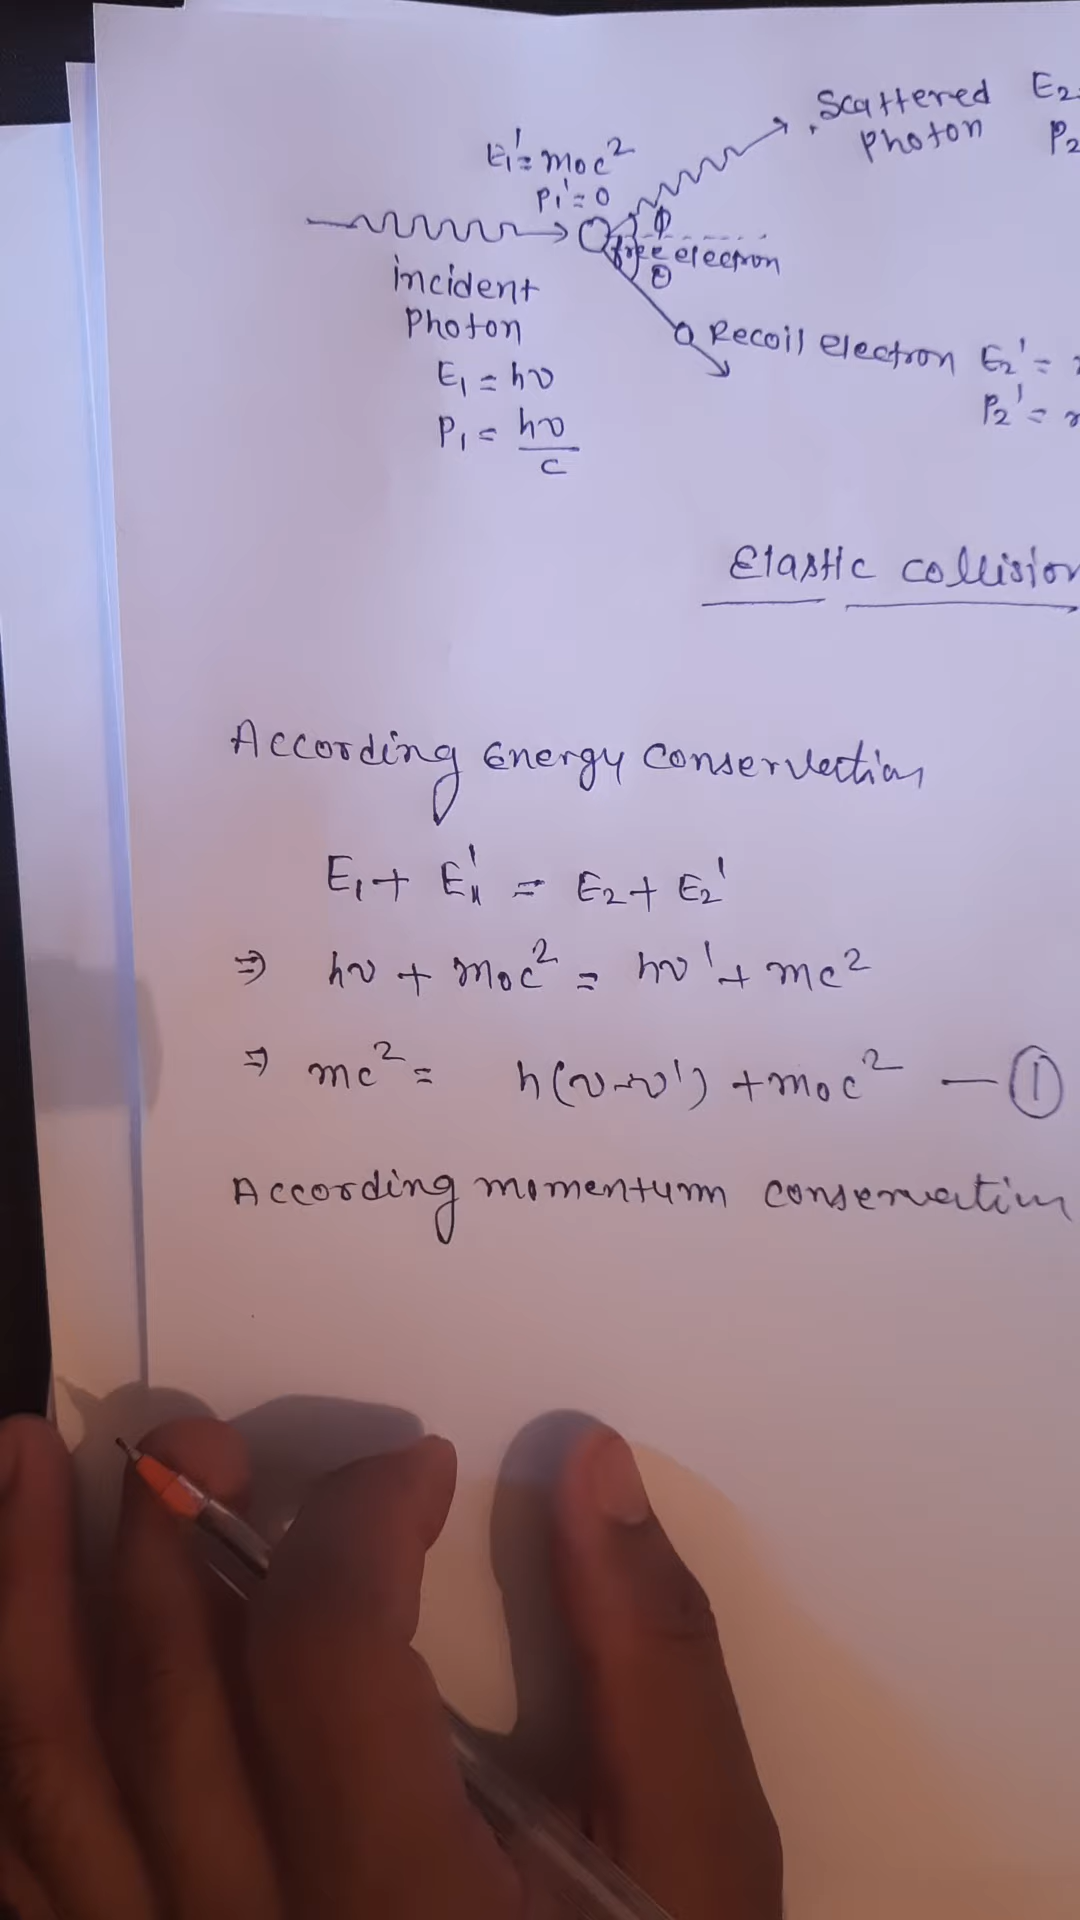 Scattered E2
Photon P2
E1' = m0c²
P1' = 0
ϕ
free electron
θ
incident
Photon
E1 = hν
P1 = hν/c
Recoil electron E2' =
P2' =
Elastic collision
According energy conservation
E1 + E1' = E2 + E2'
⇒ hν + m0c² = hν' + mc²
⇒ mc² = h(ν-ν') + m0c² — ①
According momentum conservation